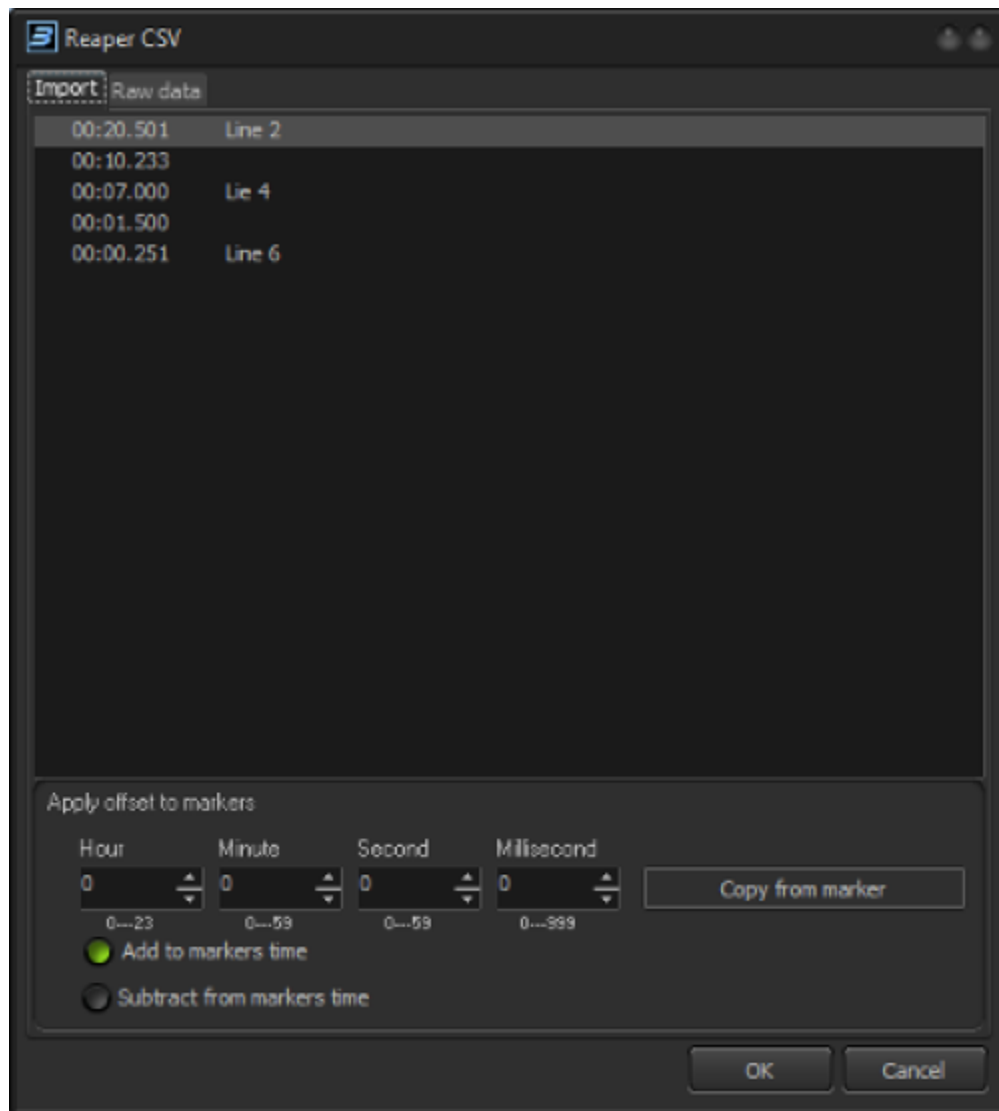 Reaper CSV
Import Raw data
00:20.501 Line 2
00:10.233
00:07.000 Lie 4
00:01.500
00:00.251 Line 6
Apply offset to markers
Hour Minute Second Millisecond
0 0 0 0 Copy from marker
0---23 0---59 0---59 0---999
Add to markers time
Subtract from markers time
OK Cancel